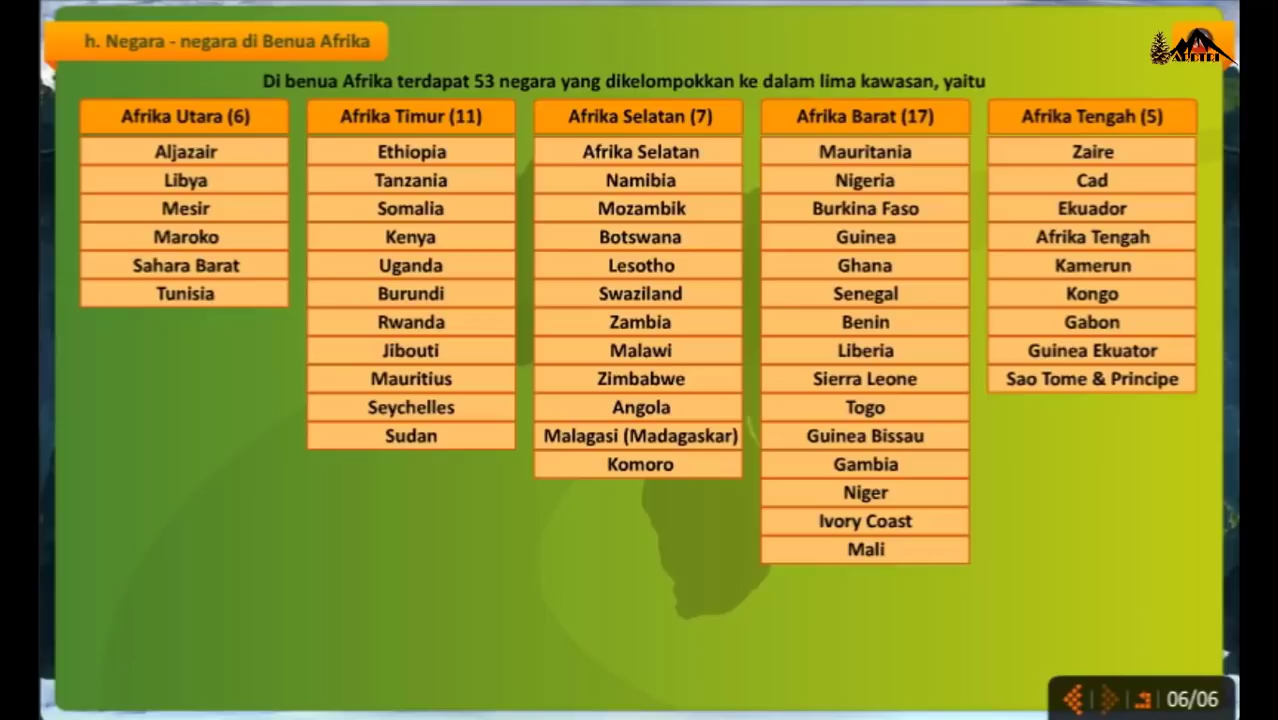 h. Negara - negara di Benua Afrika
ARDIRI
Di benua Afrika terdapat 53 negara yang dikelompokkan ke dalam lima kawasan, yaitu
Afrika Utara (6)
Aljazair
Libya
Mesir
Maroko
Sahara Barat
Tunisia
Afrika Timur (11)
Ethiopia
Tanzania
Somalia
Kenya
Uganda
Burundi
Rwanda
Jibouti
Mauritius
Seychelles
Sudan
Afrika Selatan (7)
Afrika Selatan
Namibia
Mozambik
Botswana
Lesotho
Swaziland
Zambia
Malawi
Zimbabwe
Angola
Malagasi (Madagaskar)
Komoro
Afrika Barat (17)
Mauritania
Nigeria
Burkina Faso
Guinea
Ghana
Senegal
Benin
Liberia
Sierra Leone
Togo
Guinea Bissau
Gambia
Niger
Ivory Coast
Mali
Afrika Tengah (5)
Zaire
Cad
Ekuador
Afrika Tengah
Kamerun
Kongo
Gabon
Guinea Ekuator
Sao Tome & Principe
06/06